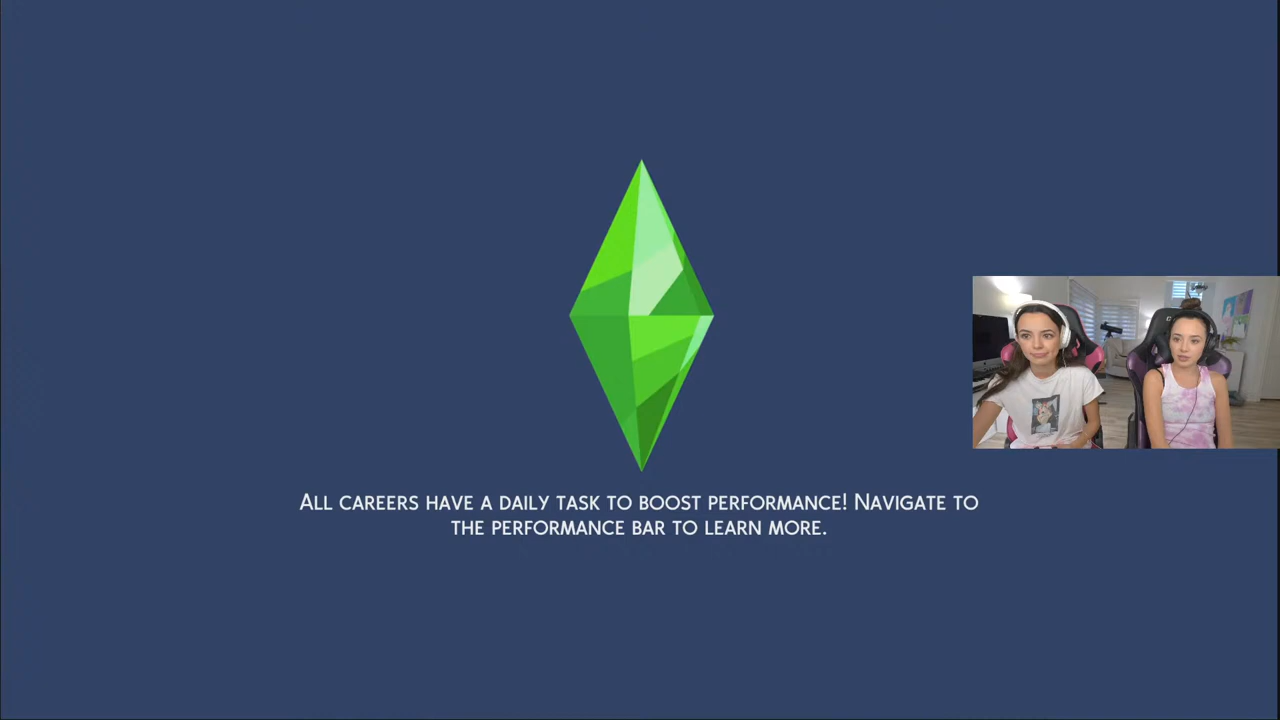 All careers have a daily task to boost performance! Navigate to
the performance bar to learn more.